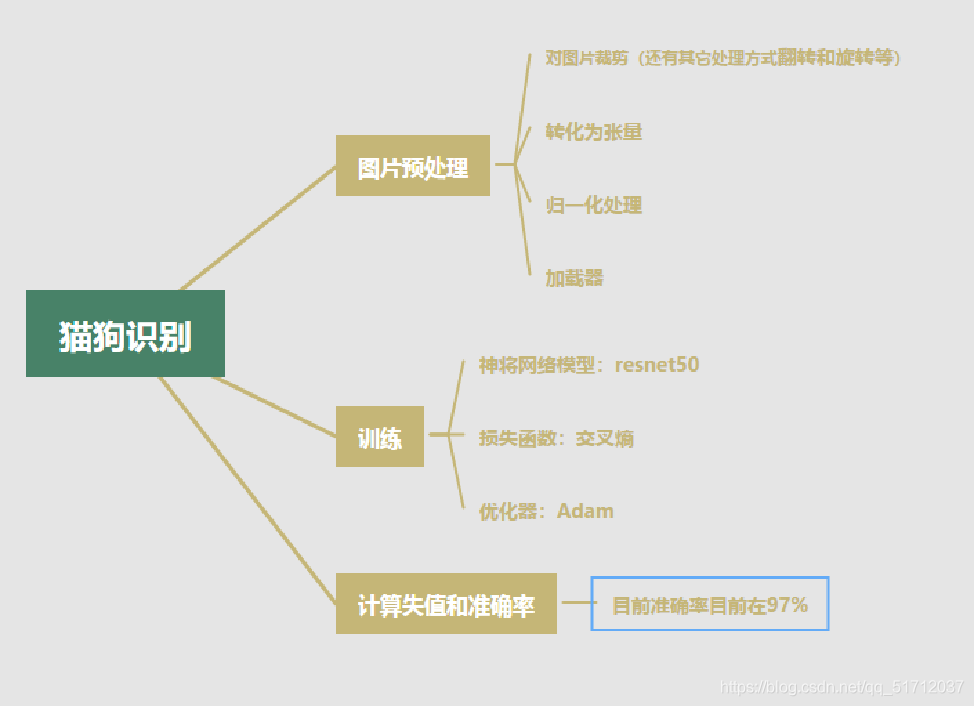 对图片裁剪（还有其它处理方式翻转和旋转等）
转化为张量
图片预处理
归一化处理
加载器
猫狗识别
神将网络模型：resnet50
训练
损失函数：交叉熵
优化器：Adam
计算失值和准确率
目前准确率目前在97%
https://blog.csdn.net/qq_51712037